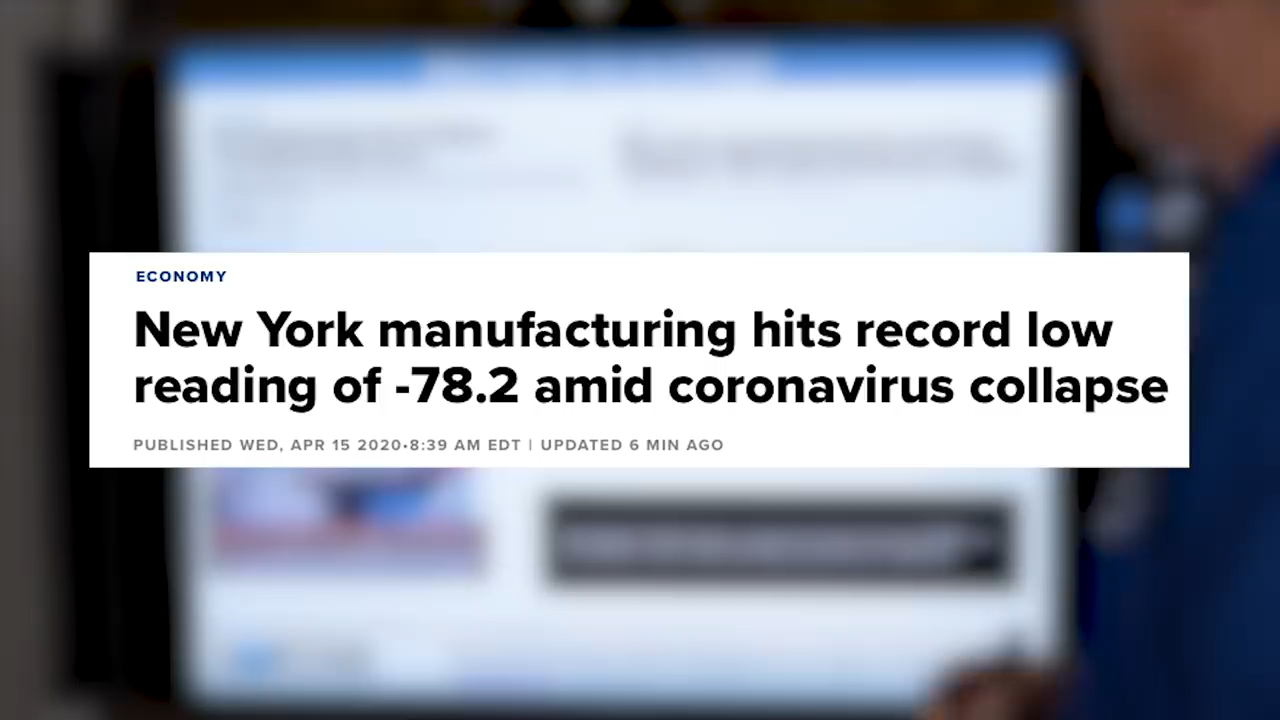 ECONOMY
New York manufacturing hits record low
reading of -78.2 amid coronavirus collapse
PUBLISHED WED, APR 15 2020•8:39 AM EDT | UPDATED 6 MIN AGO